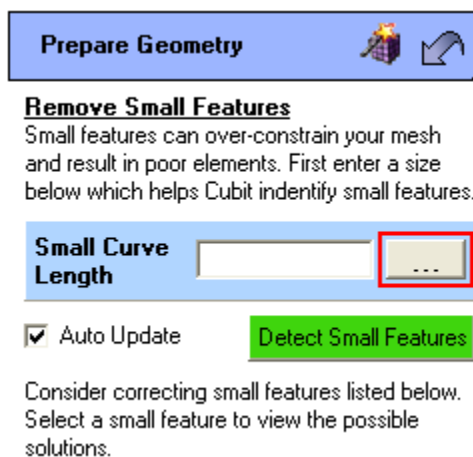 Prepare Geometry
Remove Small Features
Small features can over-constrain your mesh
and result in poor elements. First enter a size
below which helps Cubit indentify small features.
Small Curve
Length
...
Auto Update
Detect Small Features
Consider correcting small features listed below.
Select a small feature to view the possible
solutions.